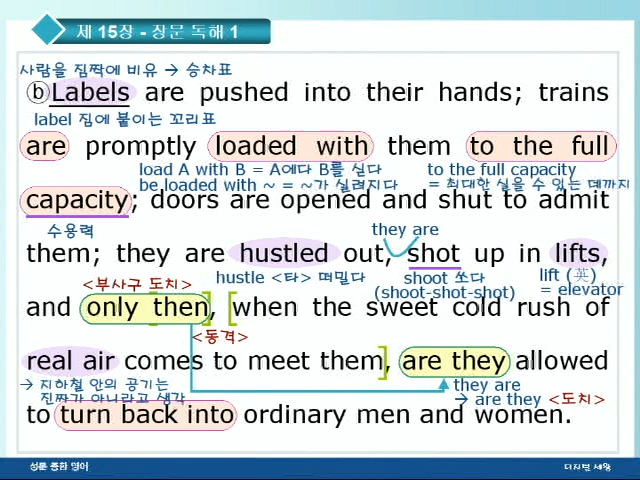 제 15장 - 장문 독해 1
사람을 짐짝에 비유 → 승차표
ⓑ Labels are pushed into their hands; trains
label 짐에 붙이는 꼬리표
are promptly loaded with them to the full
load A with B = A에다 B를 싣다 to the full capacity
be loaded with ~ = ~가 실려지다 = 최대한 실을 수 있는 데까지
capacity; doors are opened and shut to admit
수용력 they are
them; they are hustled out, shot up in lifts,
<부사구 도치> hustle <타> 떠밀다 shoot 쏘다 lift (英)
(shoot-shot-shot) = elevator
and only then, [when the sweet cold rush of
<동격>
real air comes to meet them], are they allowed
→ 지하철 안의 공기는 they are
진짜가 아니라고 생각 → are they <도치>
to turn back into ordinary men and women.
성문 종합 영어 디지털 세웅